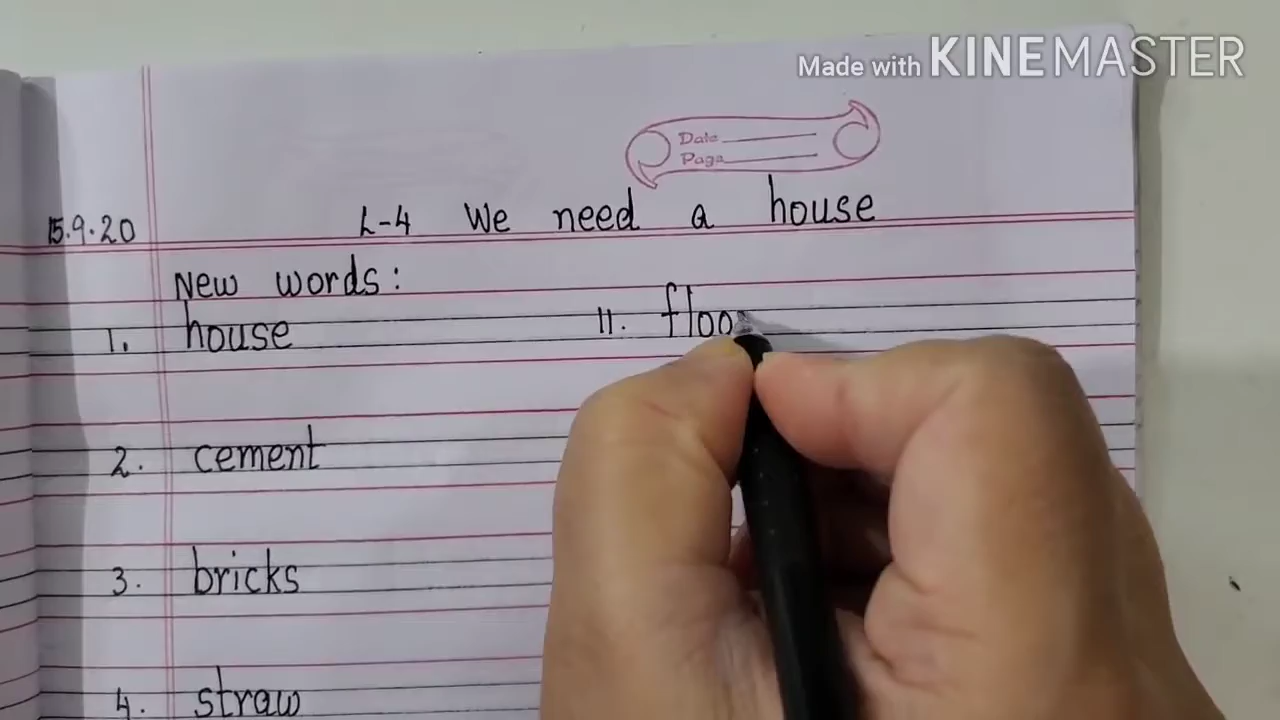 Made with KINEMASTER
Date
Page
15.9.20 L-4 We need a house
New words:
1. house 11. floo
2. cement
3. bricks
4. straw